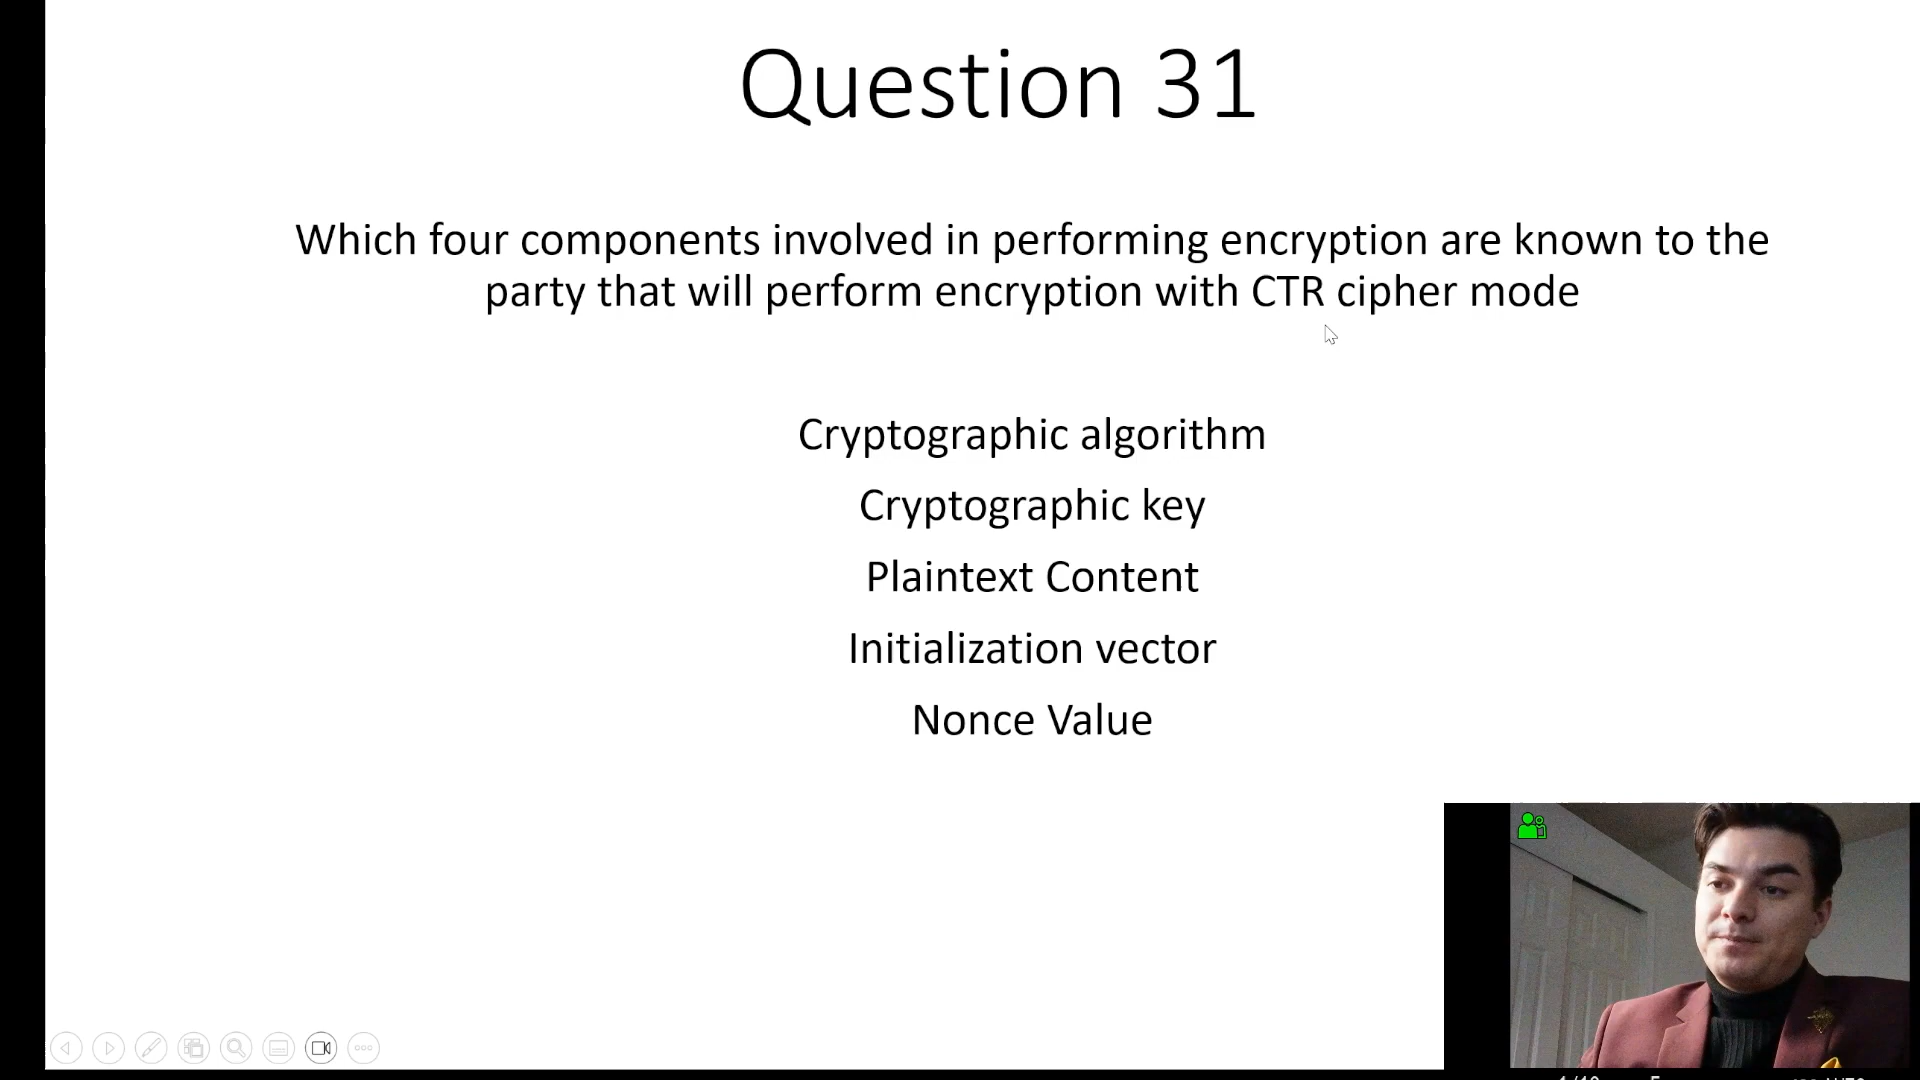 Question 31
Which four components involved in performing encryption are known to the
party that will perform encryption with CTR cipher mode
Cryptographic algorithm
Cryptographic key
Plaintext Content
Initialization vector
Nonce Value